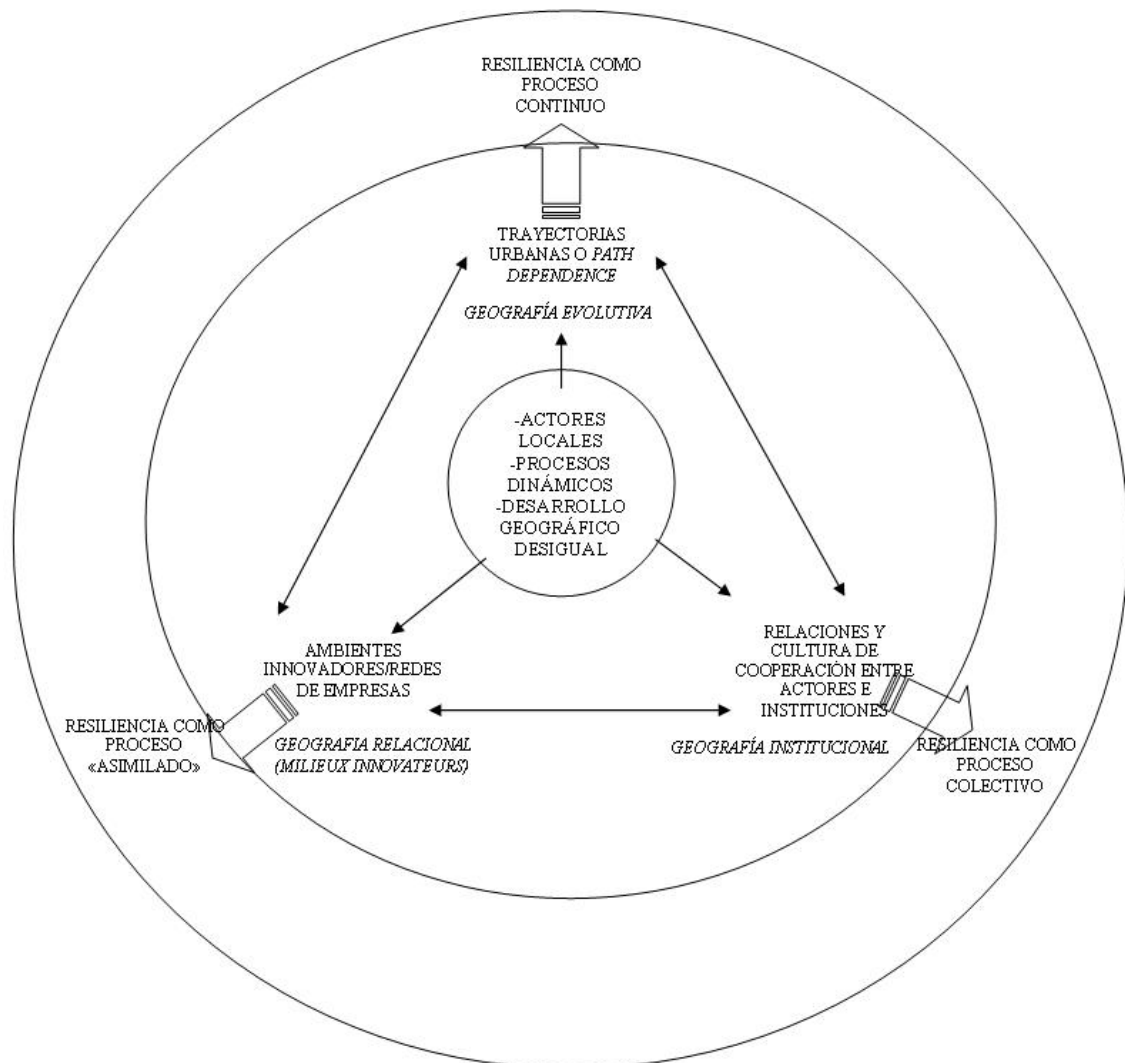 RESILIENCIA COMO
PROCESO
CONTINUO
TRAYECTORIAS
URBANAS O PATH
DEPENDENCE
GEOGRAFÍA EVOLUTIVA
-ACTORES
LOCALES
-PROCESOS
DINÁMICOS
-DESARROLLO
GEOGRÁFICO
DESIGUAL
AMBIENTES
INNOVADORES/REDES
DE EMPRESAS
RELACIONES Y
CULTURA DE
COOPERACIÓN ENTRE
ACTORES E
INSTITUCIONES
RESILIENCIA COMO
PROCESO
«ASIMILADO»
GEOGRAFIA RELACIONAL
(MILIEUX INNOVATEURS)
GEOGRAFÍA INSTITUCIONAL
RESILIENCIA COMO
PROCESO
COLECTIVO